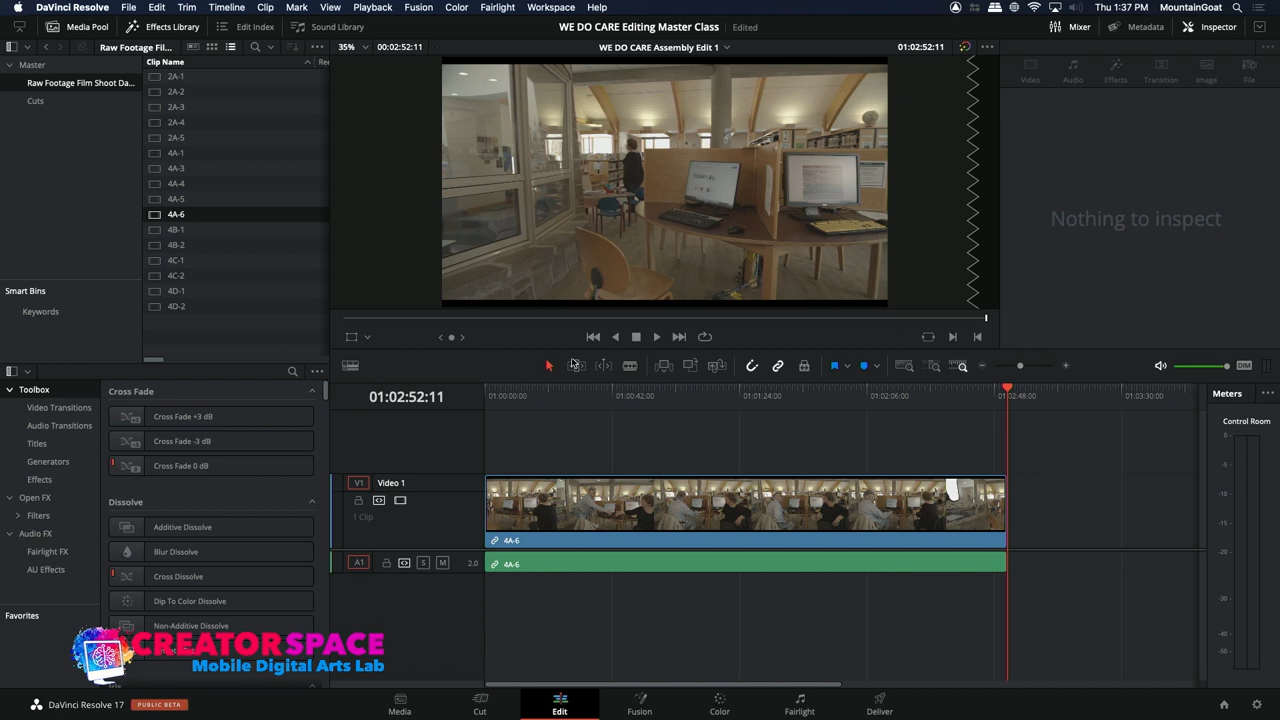 DaVinci Resolve File Edit Trim Timeline Clip Mark View Playback Fusion Color Fairlight Workspace Help Thu 1:37 PM MountainGoat
Media Pool Effects Library Edit Index Sound Library WE DO CARE Editing Master Class Edited Mixer Metadata Inspector
Raw Footage Fil... 35% 00:02:52:11 WE DO CARE Assembly Edit 1 01:02:52:11
Master Clip Name Ree
Video Audio Effects Transition Image File
Raw Footage Film Shoot Da...
Cuts
2A-1
2A-2
2A-3
2A-4
2A-5
4A-1
4A-3
4A-4
4A-5
4A-6
4B-1
4B-2
4C-1
4C-2
4D-1
4D-2
Nothing to inspect
Smart Bins
Keywords
DIM
Toolbox
Video Transitions
Audio Transitions
Titles
Generators
Effects
Open FX
Filters
Audio FX
Fairlight FX
AU Effects
Favorites
Cross Fade
Cross Fade +3 dB
Cross Fade -3 dB
Cross Fade 0 dB
Dissolve
Additive Dissolve
Blur Dissolve
Cross Dissolve
Dip To Color Dissolve
Non-Additive Dissolve
01:02:52:11 01:00:00:00 01:00:42:00 01:01:24:00 01:02:06:00 01:02:48:00 01:03:30:00
V1 Video 1
1 Clip
4A-6
A1 S M 2.0 4A-6
Meters
Control Room
0
-5
-10
-15
-20
-30
-40
-50
CREATORSPACE
Mobile Digital Arts Lab
DaVinci Resolve 17 PUBLIC BETA Media Cut Edit Fusion Color Fairlight Deliver